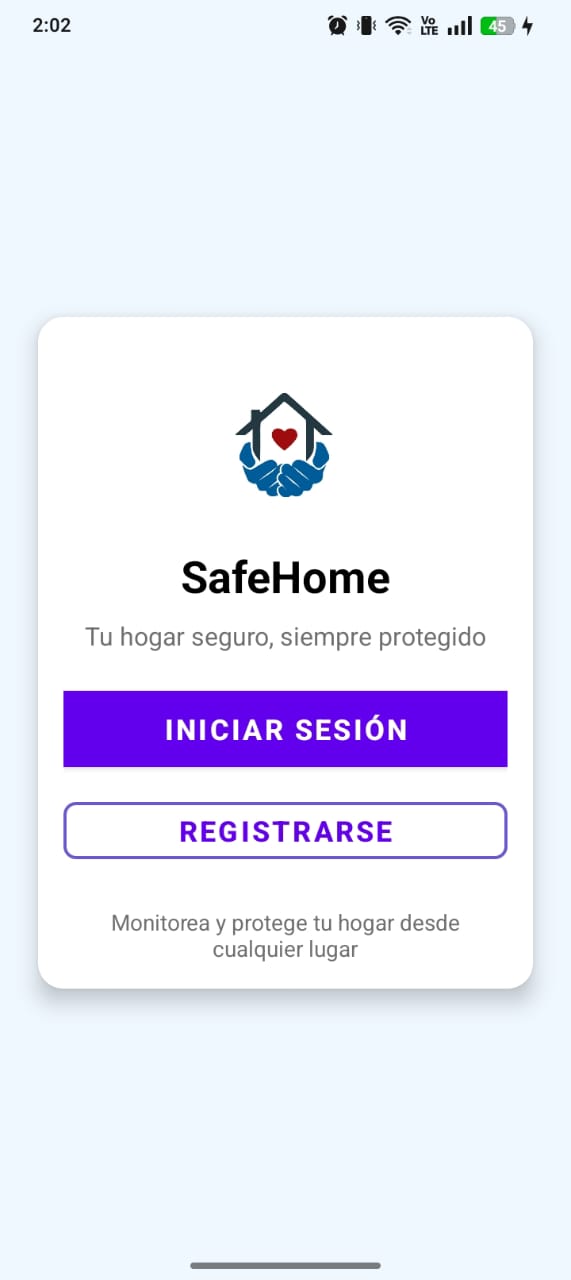 2:02
Vo
LTE
45
SafeHome
Tu hogar seguro, siempre protegido
INICIAR SESIÓN
REGISTRARSE
Monitorea y protege tu hogar desde
cualquier lugar